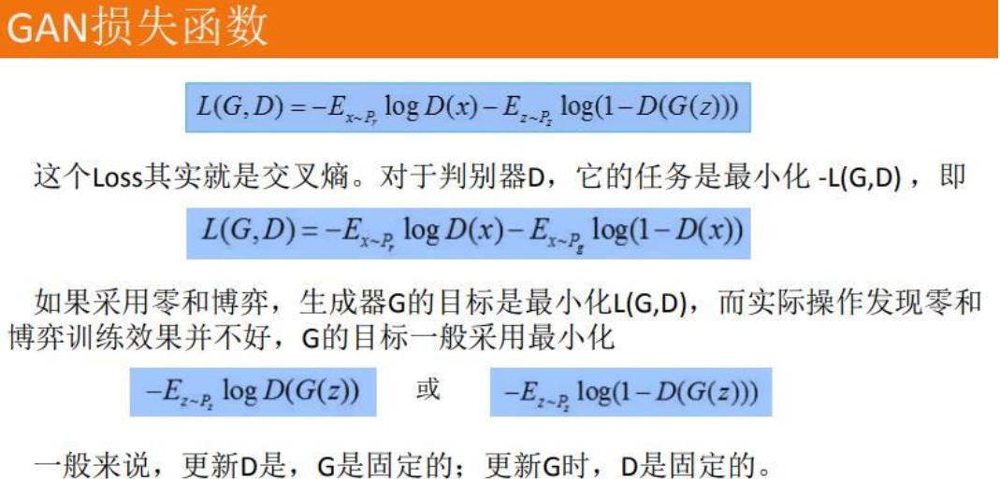 GAN损失函数
L(G,D) = −E_{x~P_r} log D(x) − E_{z~P_z} log(1 − D(G(z)))
这个Loss其实就是交叉熵。对于判别器D，它的任务是最小化 -L(G,D) ，即
L(G,D) = −E_{x~P_r} log D(x) − E_{x~P_g} log(1 − D(x))
如果采用零和博弈，生成器G的目标是最小化L(G,D)，而实际操作发现零和
博弈训练效果并不好，G的目标一般采用最小化
−E_{z~P_z} log D(G(z)) 或 −E_{z~P_z} log(1 − D(G(z)))
一般来说，更新D是，G是固定的；更新G时，D是固定的。